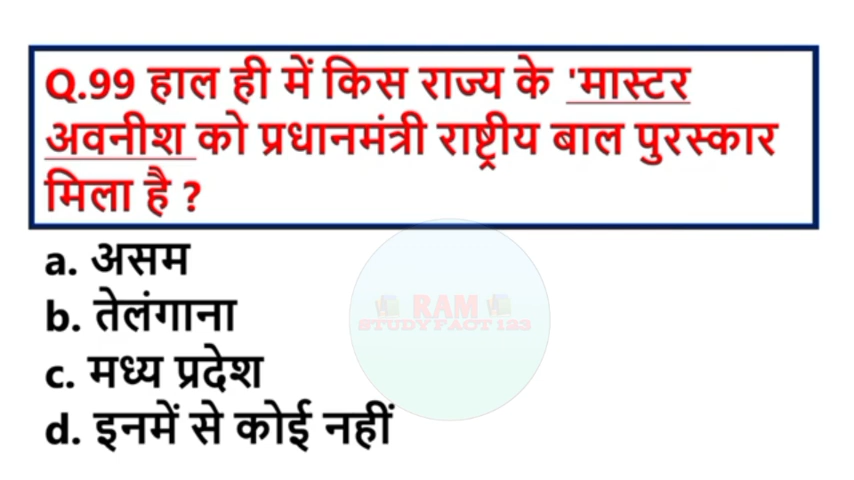 Q.99 हाल ही में किस राज्य के 'मास्टर
अवनीश को प्रधानमंत्री राष्ट्रीय बाल पुरस्कार
मिला है ?
a. असम
b. तेलंगाना
c. मध्य प्रदेश
d. इनमें से कोई नहीं
RAM
STUDY FACT 123